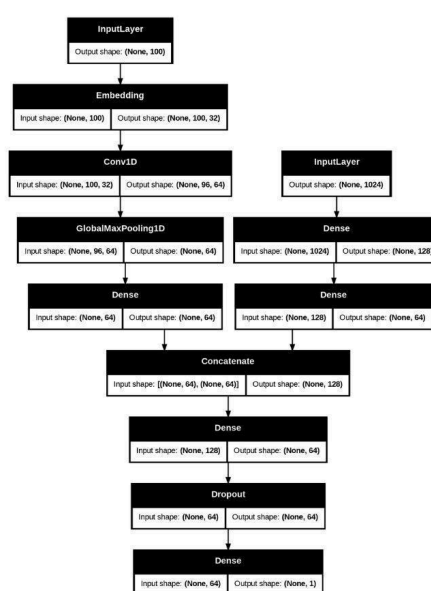 InputLayer
Output shape: (None, 100)
Embedding
Input shape: (None, 100) Output shape: (None, 100, 32)
Conv1D
Input shape: (None, 100, 32) Output shape: (None, 96, 64)
InputLayer
Output shape: (None, 1024)
GlobalMaxPooling1D
Input shape: (None, 96, 64) Output shape: (None, 64)
Dense
Input shape: (None, 1024) Output shape: (None, 128)
Dense
Input shape: (None, 64) Output shape: (None, 64)
Dense
Input shape: (None, 128) Output shape: (None, 64)
Concatenate
Input shape: [(None, 64), (None, 64)] Output shape: (None, 128)
Dense
Input shape: (None, 128) Output shape: (None, 64)
Dropout
Input shape: (None, 64) Output shape: (None, 64)
Dense
Input shape: (None, 64) Output shape: (None, 1)